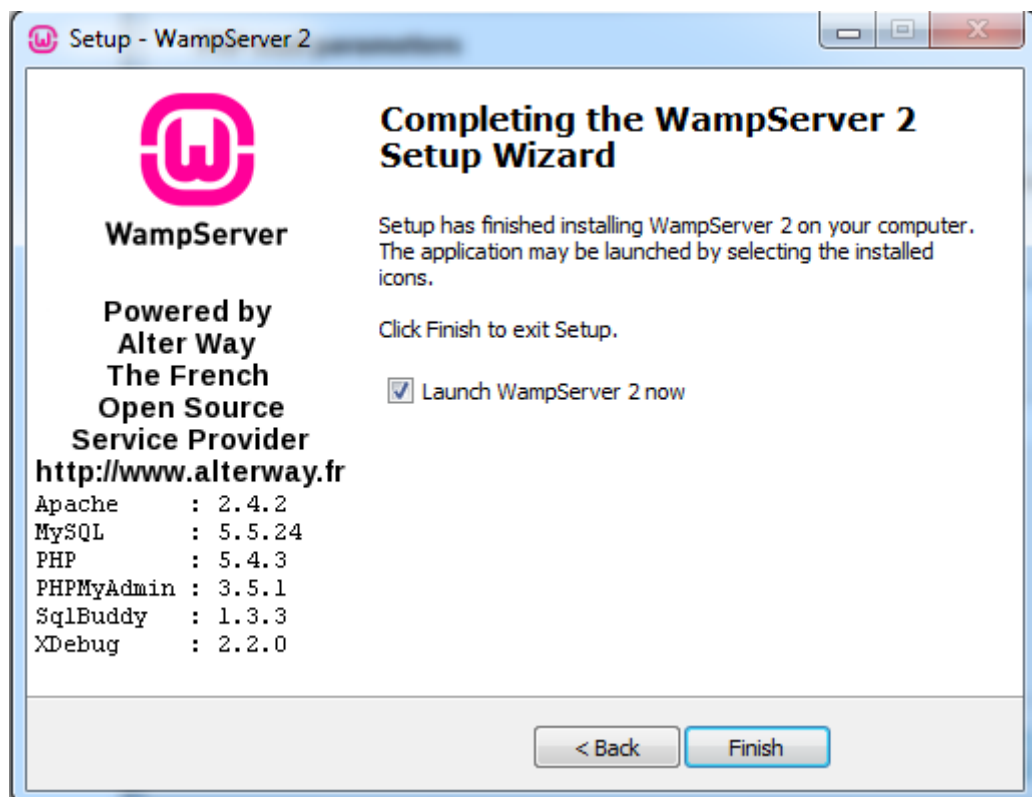 Setup - WampServer 2
WampServer
Powered by
Alter Way
The French
Open Source
Service Provider
http://www.alterway.fr
Apache : 2.4.2
MySQL : 5.5.24
PHP : 5.4.3
PHPMyAdmin : 3.5.1
SqlBuddy : 1.3.3
XDebug : 2.2.0
Completing the WampServer 2
Setup Wizard
Setup has finished installing WampServer 2 on your computer.
The application may be launched by selecting the installed
icons.
Click Finish to exit Setup.
Launch WampServer 2 now
< Back
Finish